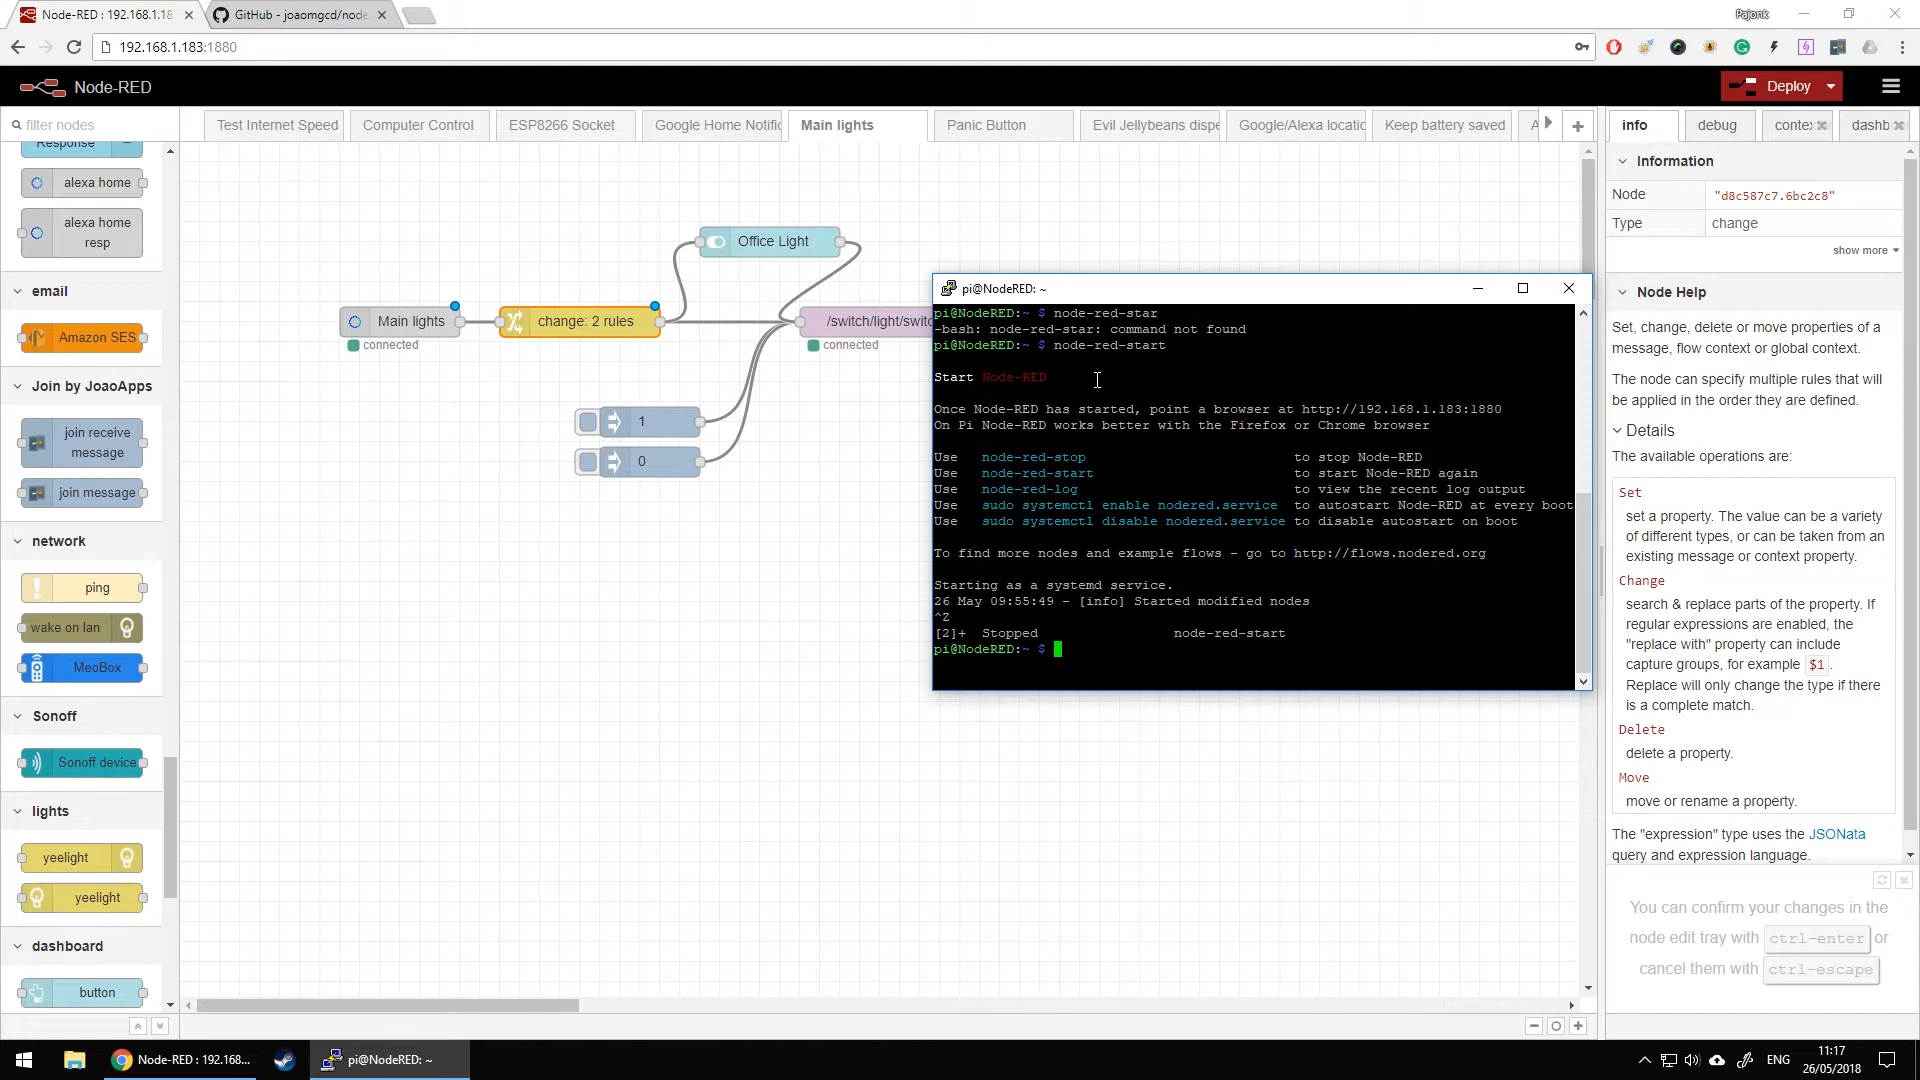 Node-RED : 192.168.1.18
GitHub - joaomgcd/node
Pajonk
192.168.1.183:1880
Node-RED
Deploy
filter nodes
Test Internet Speed
Computer Control
ESP8266 Socket
Google Home Notific
Main lights
Panic Button
Evil Jellybeans dispe
Google/Alexa locatic
Keep battery saved
info
debug
conte
dashb
Response
alexa home
alexa home
resp
email
Amazon SES
Join by JoaoApps
join receive
message
join message
network
ping
wake on lan
MeoBox
Sonoff
Sonoff device
lights
yeelight
yeelight
dashboard
button
Office Light
Main lights
connected
change: 2 rules
/switch/light/switc
connected
1
0
pi@NodeRED: ~
pi@NodeRED:~ $ node-red-star
-bash: node-red-star: command not found
pi@NodeRED:~ $ node-red-start
Start Node-RED
Once Node-RED has started, point a browser at http://192.168.1.183:1880
On Pi Node-RED works better with the Firefox or Chrome browser
Use node-red-stop to stop Node-RED
Use node-red-start to start Node-RED again
Use node-red-log to view the recent log output
Use sudo systemctl enable nodered.service to autostart Node-RED at every boot
Use sudo systemctl disable nodered.service to disable autostart on boot
To find more nodes and example flows - go to http://flows.nodered.org
Starting as a systemd service.
26 May 09:55:49 - [info] Started modified nodes
^Z
[2]+ Stopped node-red-start
pi@NodeRED:~ $
Information
Node "d8c587c7.6bc2c8"
Type change
show more
Node Help
Set, change, delete or move properties of a
message, flow context or global context.
The node can specify multiple rules that will
be applied in the order they are defined.
Details
The available operations are:
Set
set a property. The value can be a variety
of different types, or can be taken from an
existing message or context property.
Change
search & replace parts of the property. If
regular expressions are enabled, the
"replace with" property can include
capture groups, for example $1.
Replace will only change the type if there
is a complete match.
Delete
delete a property.
Move
move or rename a property.
The "expression" type uses the JSONata
query and expression language.
You can confirm your changes in the
node edit tray with ctrl-enter or
cancel them with ctrl-escape
Node-RED : 192.168...
pi@NodeRED: ~
ENG
11:17
26/05/2018